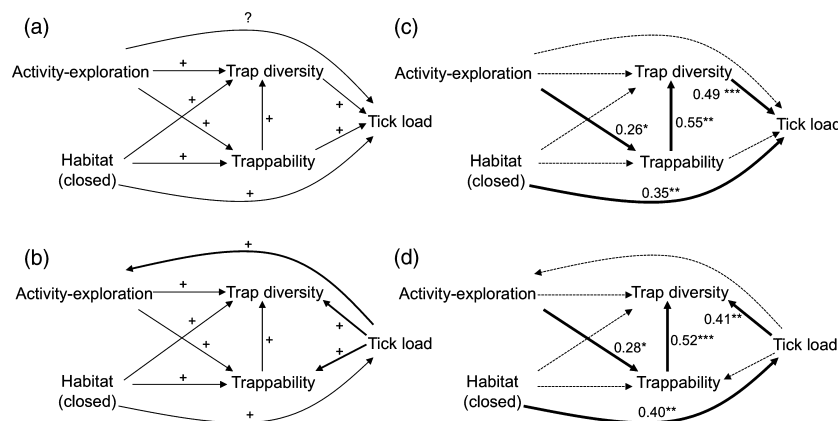 (a)
?
Activity-exploration
+
Trap diversity
+
+
+
+
+
Tick load
Habitat
(closed)
+
Trappability
+
(c)
Activity-exploration
Trap diversity
0.49 ***
0.26*
0.55**
Tick load
Habitat
(closed)
Trappability
0.35**
(b)
+
Activity-exploration
+
Trap diversity
+
+
+
+
+
Tick load
Habitat
(closed)
+
Trappability
+
(d)
Activity-exploration
Trap diversity
0.41**
0.28*
0.52***
Tick load
Habitat
(closed)
Trappability
0.40**